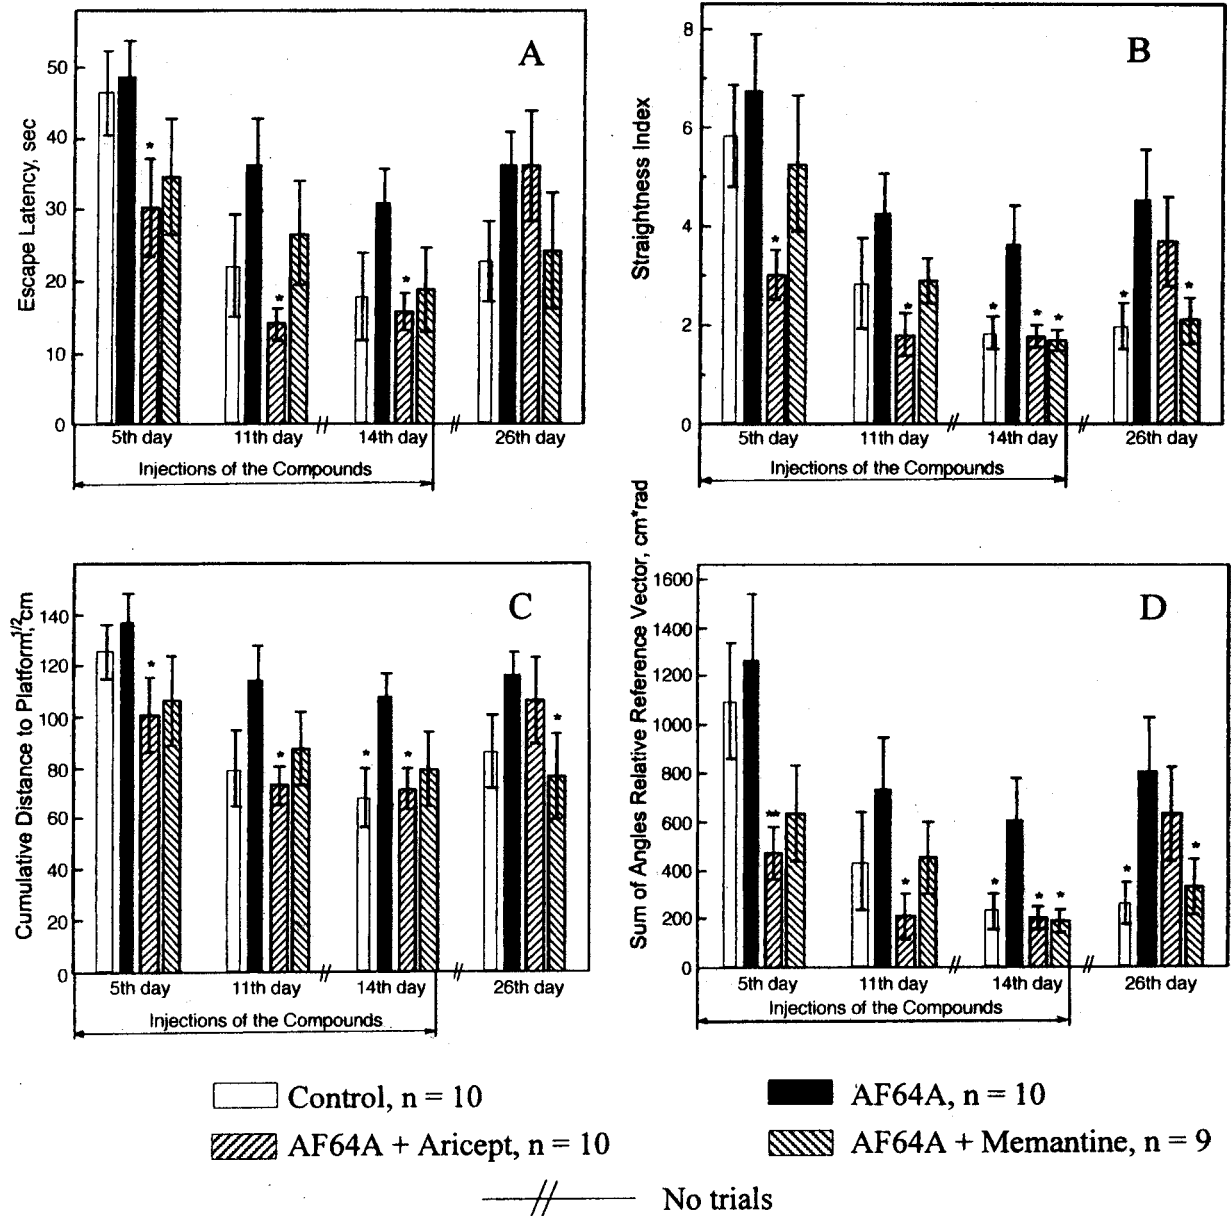 A
Escape Latency, sec
50
40
30
20
10
0
*
*
*
5th day 11th day 14th day 26th day
Injections of the Compounds
B
Straightness Index
8
6
4
2
0
*
*
* * *
* *
5th day 11th day 14th day 26th day
Injections of the Compounds
C
Cumulative Distance to Platform,1/2cm
140
120
100
80
60
40
20
0
*
*
* *
*
5th day 11th day 14th day 26th day
Injections of the Compounds
D
Sum of Angles Relative Reference Vector, cm*rad
1600
1400
1200
1000
800
600
400
200
0
**
*
* * *
* *
5th day 11th day 14th day 26th day
Injections of the Compounds
Control, n = 10
AF64A, n = 10
AF64A + Aricept, n = 10
AF64A + Memantine, n = 9
No trials